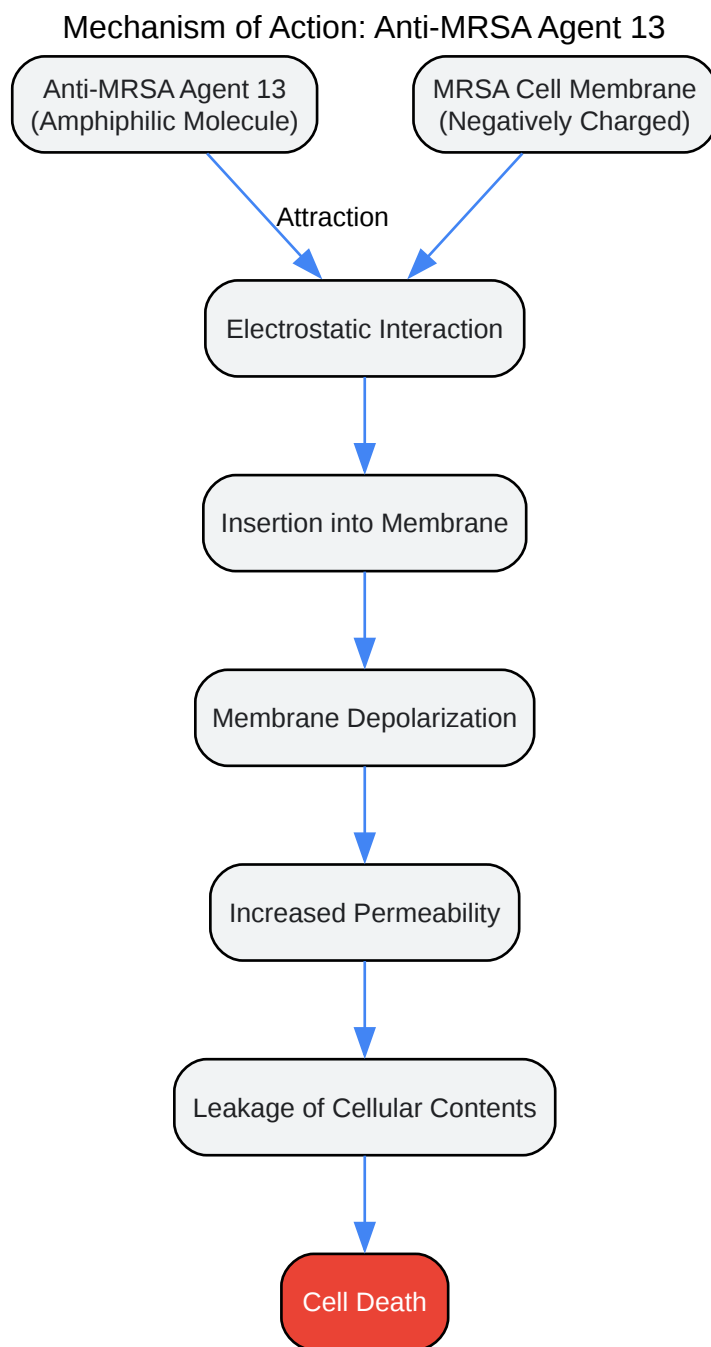 Mechanism of Action: Anti-MRSA Agent 13
Anti-MRSA Agent 13
(Amphiphilic Molecule)
MRSA Cell Membrane
(Negatively Charged)
Attraction
Electrostatic Interaction
Insertion into Membrane
Membrane Depolarization
Increased Permeability
Leakage of Cellular Contents
Cell Death